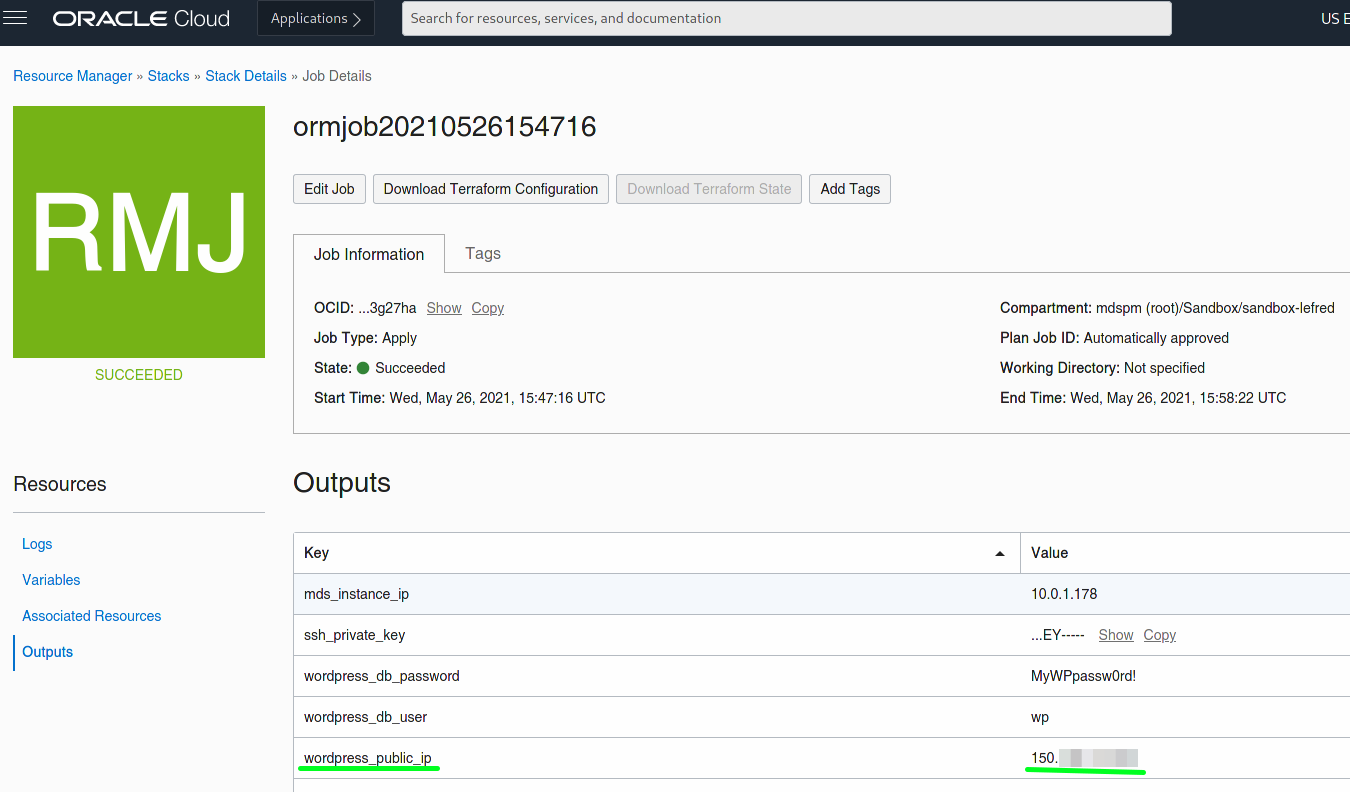 ORACLE Cloud Applications Search for resources, services, and documentation US E
Resource Manager » Stacks » Stack Details » Job Details
RMJ
SUCCEEDED
ormjob20210526154716
Edit Job Download Terraform Configuration Download Terraform State Add Tags
Job Information Tags
OCID: ...3g27ha Show Copy
Job Type: Apply
State: Succeeded
Start Time: Wed, May 26, 2021, 15:47:16 UTC
Compartment: mdspm (root)/Sandbox/sandbox-lefred
Plan Job ID: Automatically approved
Working Directory: Not specified
End Time: Wed, May 26, 2021, 15:58:22 UTC
Resources
Logs
Variables
Associated Resources
Outputs
Outputs
Key Value
mds_instance_ip 10.0.1.178
ssh_private_key ...EY----- Show Copy
wordpress_db_password MyWPpassw0rd!
wordpress_db_user wp
wordpress_public_ip 150.